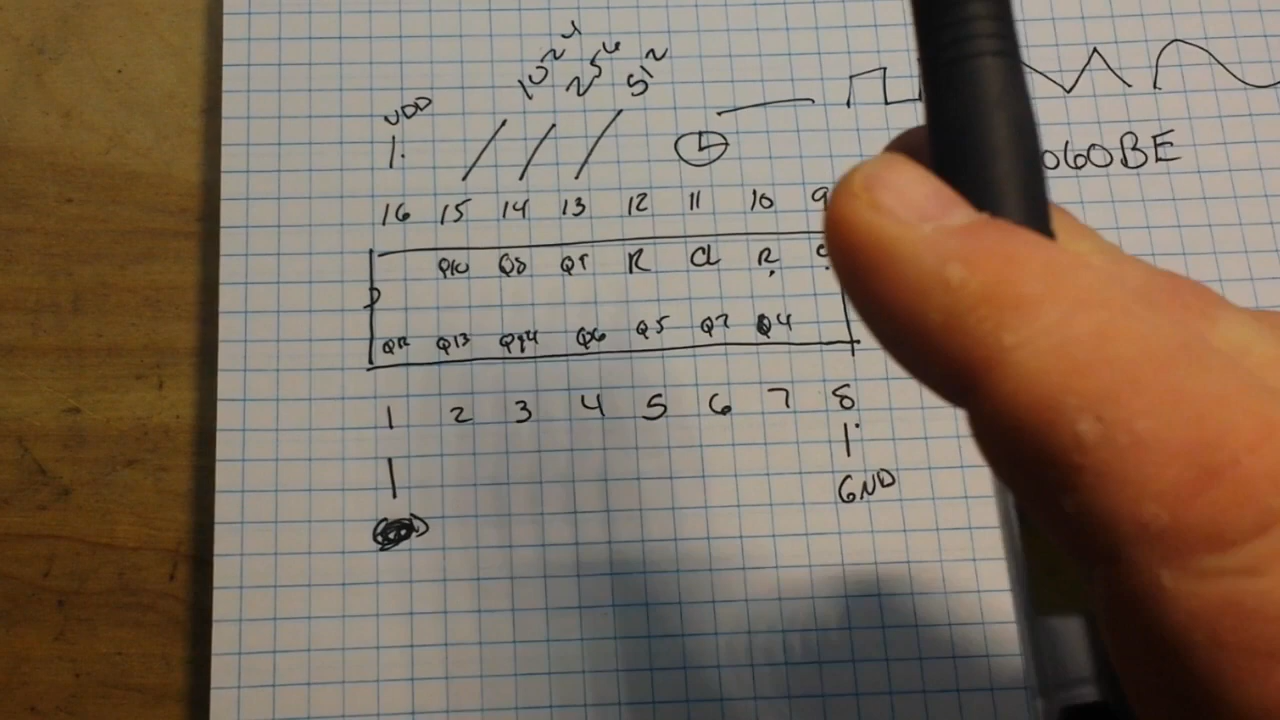 1024 256 512
VDD
060BE
16 15 14 13 12 11 10 9
Q10 Q8 Q9 R Cl R C
Q12 Q13 Q14 Q6 Q5 Q7 Q4
1 2 3 4 5 6 7 8
GND